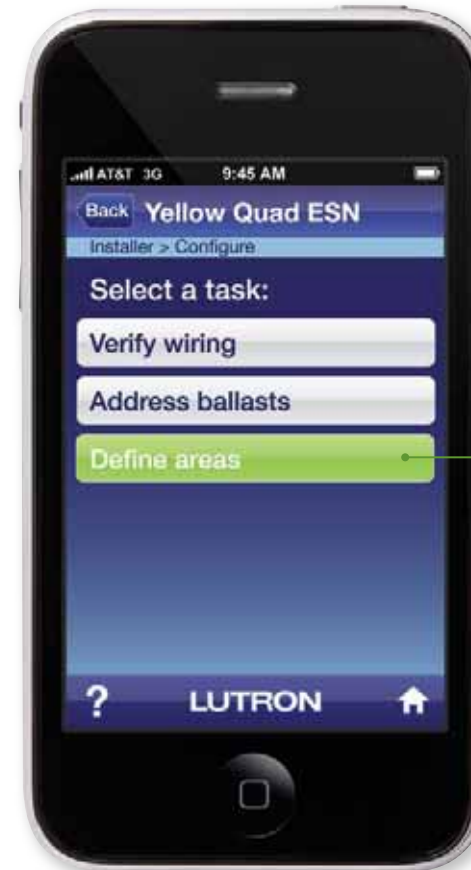 AT&T 3G 9:45 AM
Back Yellow Quad ESN
Installer > Configure
Select a task:
Verify wiring
Address ballasts
Define areas
? LUTRON